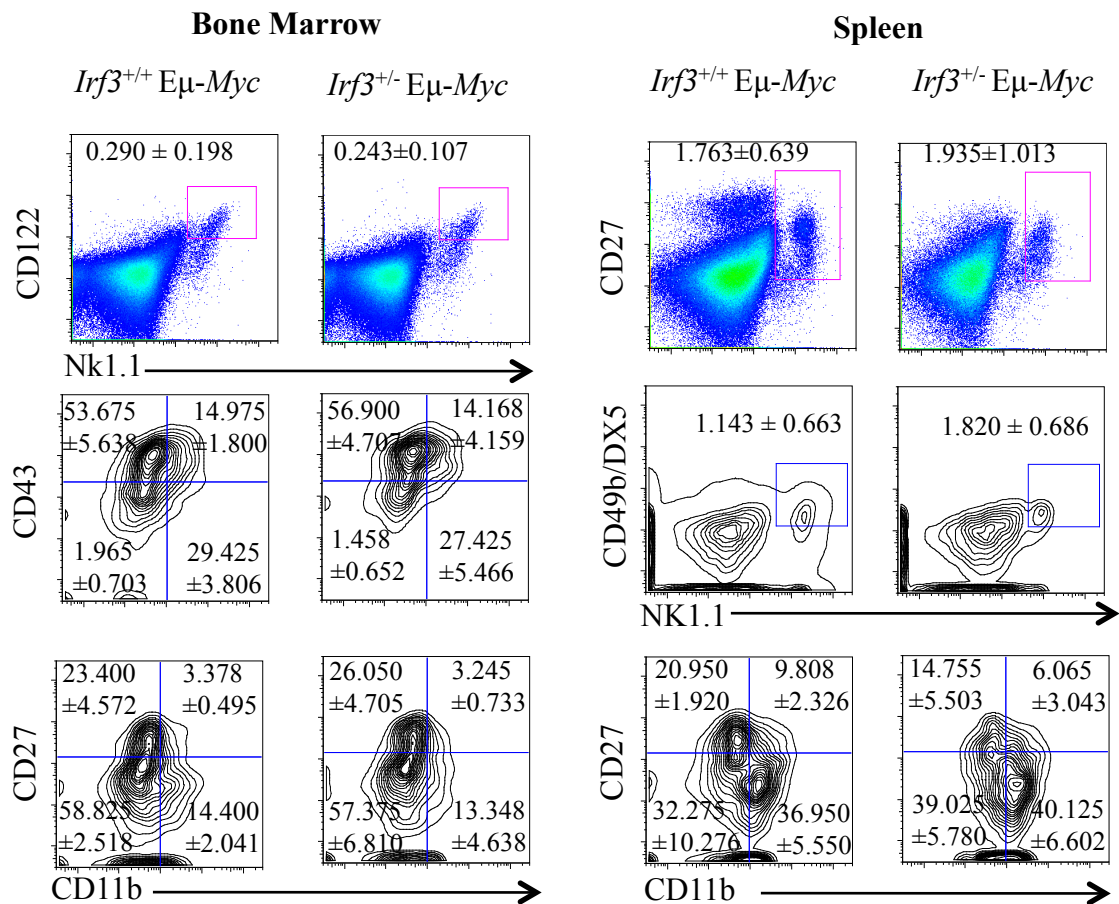 Bone Marrow
Irf3+/+ Eμ-Myc
Irf3+/- Eμ-Myc
0.290 ± 0.198
0.243±0.107
CD122
Nk1.1
53.675
±5.638
14.975
±1.800
56.900
±4.707
14.168
±4.159
CD43
1.965
±0.703
29.425
±3.806
1.458
±0.652
27.425
±5.466
23.400
±4.572
3.378
±0.495
26.050
±4.705
3.245
±0.733
CD27
58.825
±2.518
14.400
±2.041
57.375
±6.810
13.348
±4.638
CD11b
Spleen
Irf3+/+ Eμ-Myc
Irf3+/- Eμ-Myc
1.763±0.639
1.935±1.013
CD27
1.143 ± 0.663
1.820 ± 0.686
CD49b/DX5
NK1.1
20.950
±1.920
9.808
±2.326
14.755
±5.503
6.065
±3.043
CD27
32.275
±10.276
36.950
±5.550
39.025
±5.780
40.125
±6.602
CD11b